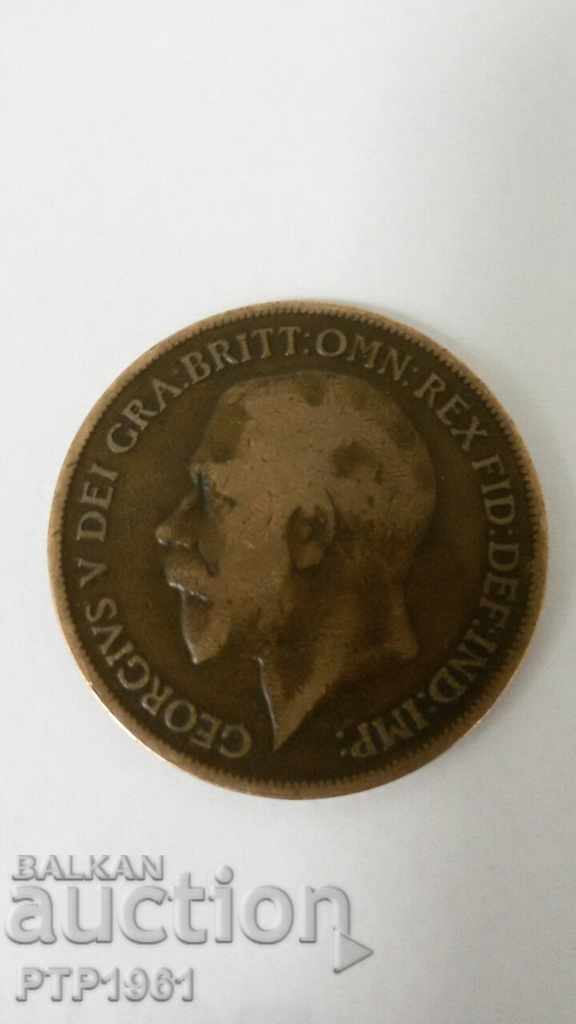 GEORGIVS V DEI GRA: BRITT: OMN: REX FID: DEF: IND: IMP:
BALKAN
auction
PTP1961